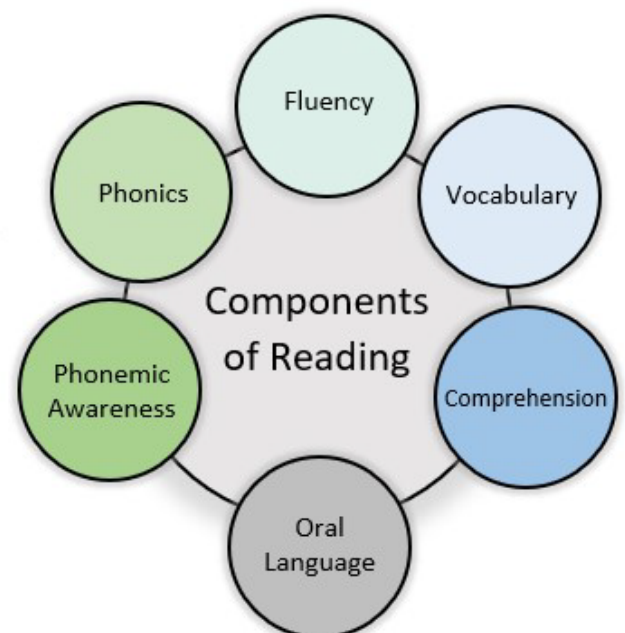 Fluency
Vocabulary
Comprehension
Oral
Language
Phonemic
Awareness
Phonics
Components
of Reading